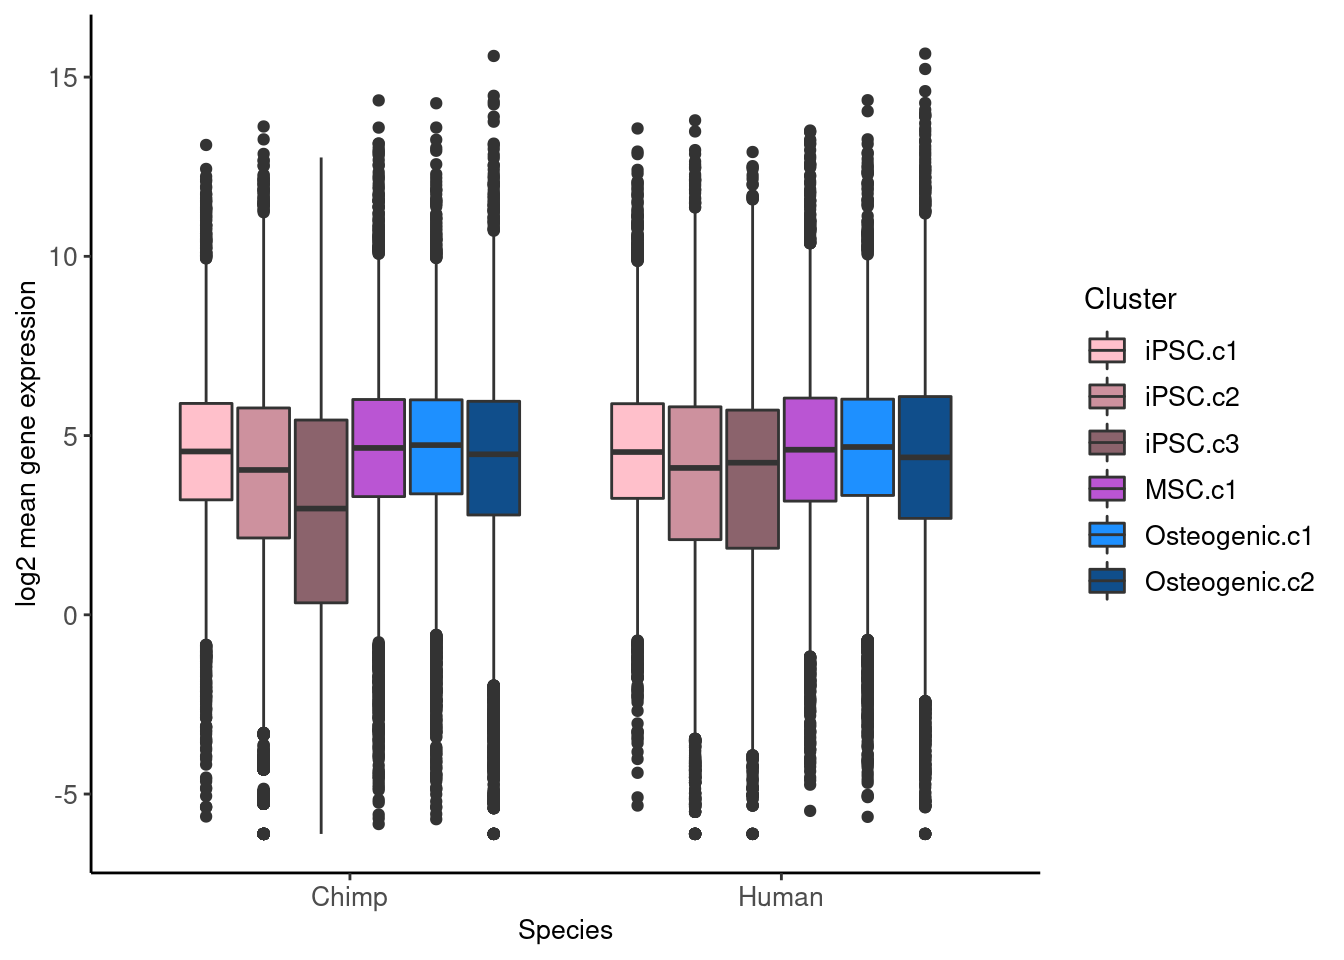 log2 mean gene expression
15
10
5
0
-5
Chimp
Human
Species
Cluster
iPSC.c1
iPSC.c2
iPSC.c3
MSC.c1
Osteogenic.c1
Osteogenic.c2